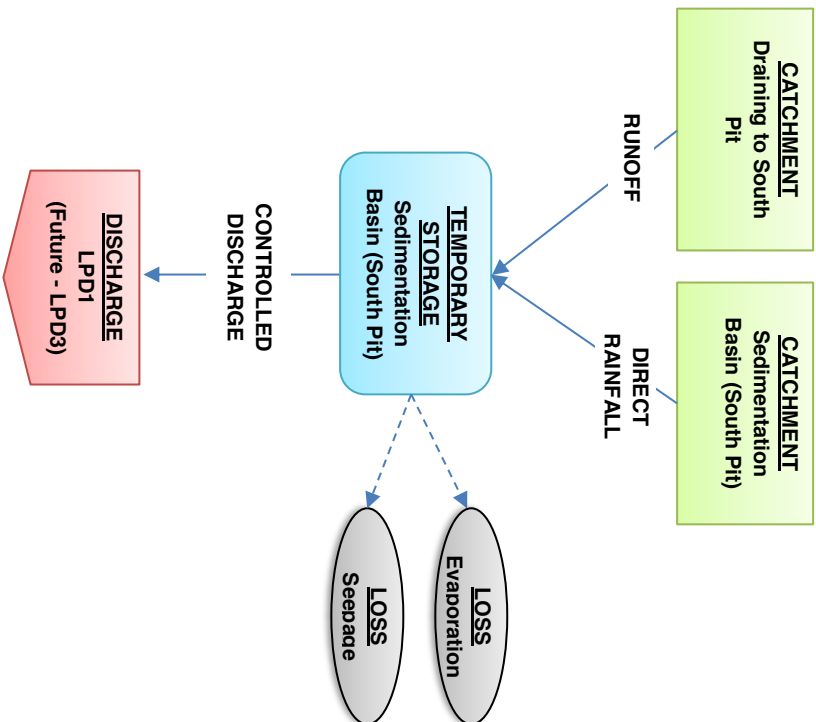 CATCHMENT
Draining to South
Pit
CATCHMENT
Sedimentation
Basin (South Pit)
RUNOFF
DIRECT
RAINFALL
TEMPORARY
STORAGE
Sedimentation
Basin (South Pit)
LOSS
Evaporation
LOSS
Seepage
CONTROLLED
DISCHARGE
DISCHARGE
LPD1
(Future - LPD3)